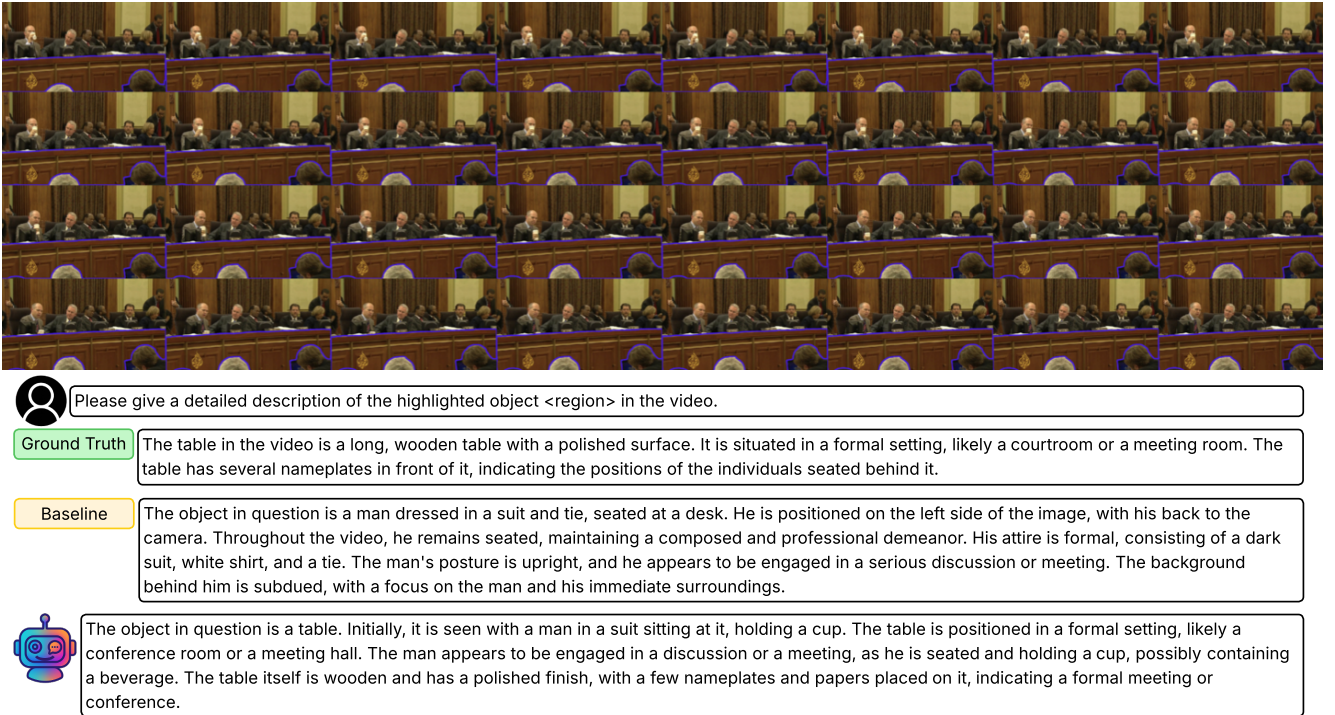 Please give a detailed description of the highlighted object <region> in the video.
Ground Truth
The table in the video is a long, wooden table with a polished surface. It is situated in a formal setting, likely a courtroom or a meeting room. The
table has several nameplates in front of it, indicating the positions of the individuals seated behind it.
Baseline
The object in question is a man dressed in a suit and tie, seated at a desk. He is positioned on the left side of the image, with his back to the
camera. Throughout the video, he remains seated, maintaining a composed and professional demeanor. His attire is formal, consisting of a dark
suit, white shirt, and a tie. The man's posture is upright, and he appears to be engaged in a serious discussion or meeting. The background
behind him is subdued, with a focus on the man and his immediate surroundings.
The object in question is a table. Initially, it is seen with a man in a suit sitting at it, holding a cup. The table is positioned in a formal setting, likely a
conference room or a meeting hall. The man appears to be engaged in a discussion or a meeting, as he is seated and holding a cup, possibly containing
a beverage. The table itself is wooden and has a polished finish, with a few nameplates and papers placed on it, indicating a formal meeting or
conference.